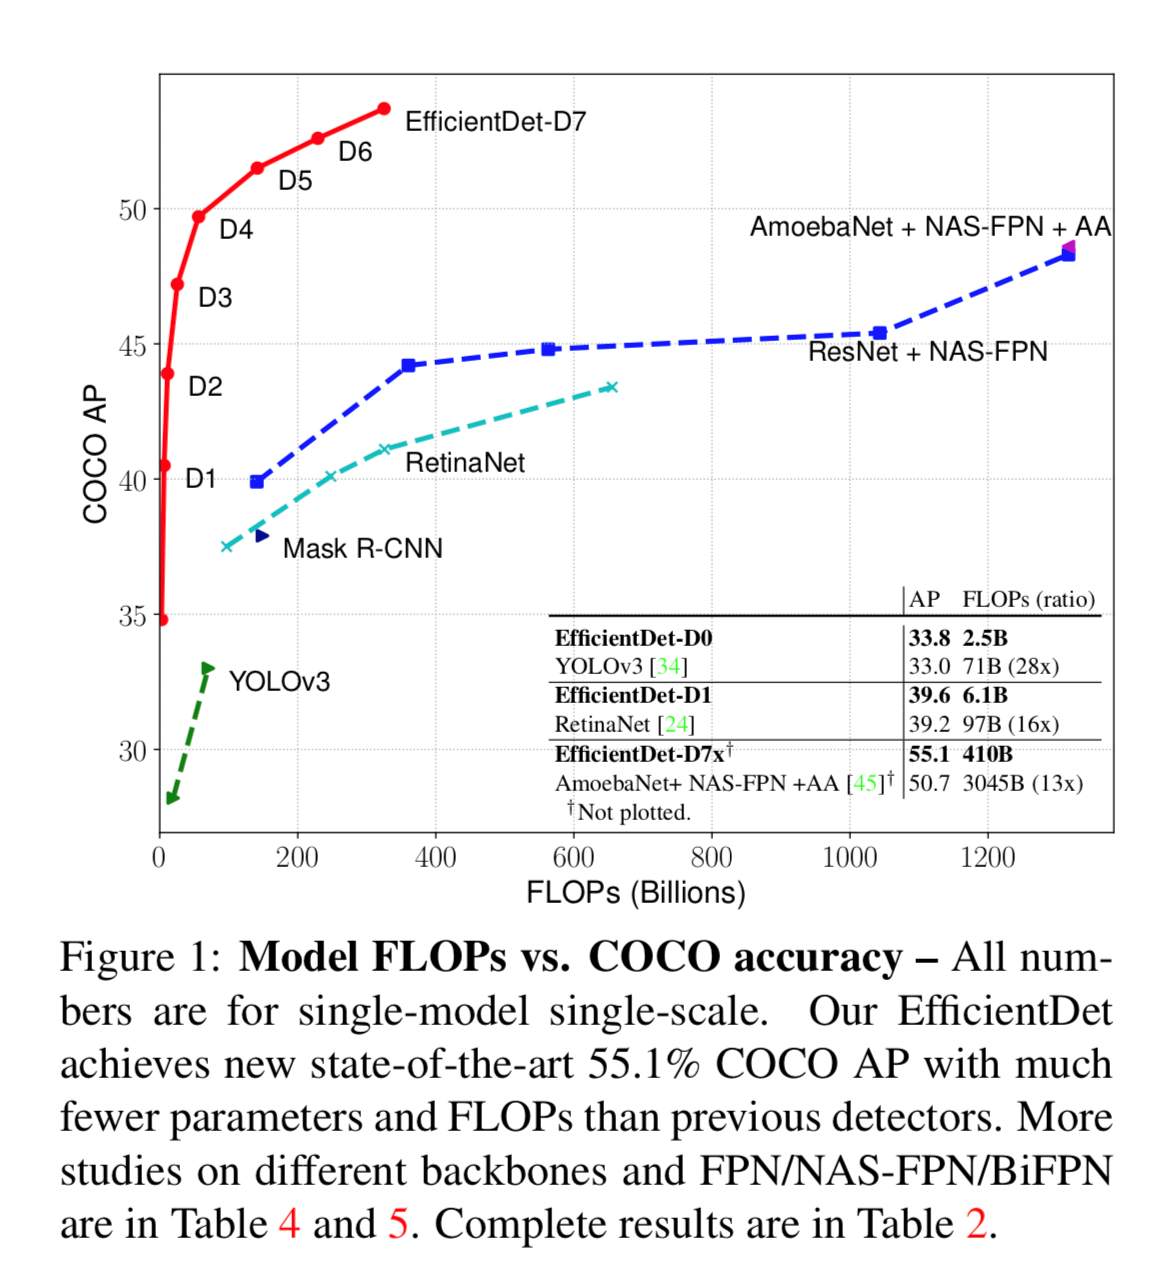 EfficientDet-D7
D6
D5
50
D4
AmoebaNet + NAS-FPN + AA
D3
45
ResNet + NAS-FPN
D2
COCO AP
RetinaNet
D1
40
Mask R-CNN
35
YOLOv3
30
AP FLOPs (ratio)
EfficientDet-D0 33.8 2.5B
YOLOv3 [34] 33.0 71B (28x)
EfficientDet-D1 39.6 6.1B
RetinaNet [24] 39.2 97B (16x)
EfficientDet-D7x† 55.1 410B
AmoebaNet+ NAS-FPN +AA [45]† 50.7 3045B (13x)
†Not plotted.
0 200 400 600 800 1000 1200
FLOPs (Billions)
Figure 1: Model FLOPs vs. COCO accuracy – All num-
bers are for single-model single-scale. Our EfficientDet
achieves new state-of-the-art 55.1% COCO AP with much
fewer parameters and FLOPs than previous detectors. More
studies on different backbones and FPN/NAS-FPN/BiFPN
are in Table 4 and 5. Complete results are in Table 2.